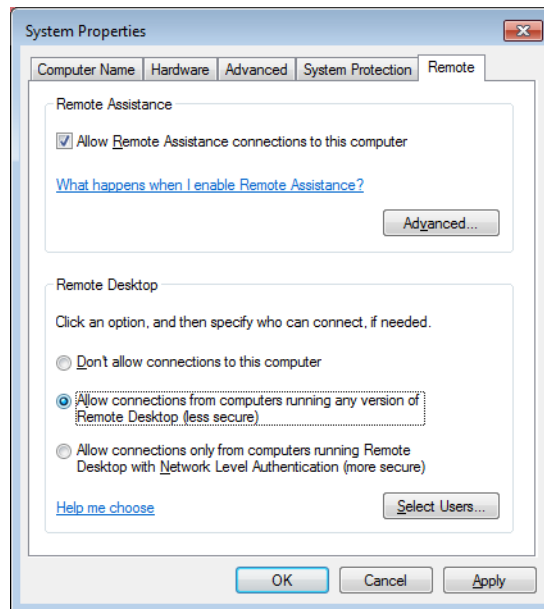 System Properties
Computer Name Hardware Advanced System Protection Remote
Remote Assistance
Allow Remote Assistance connections to this computer
What happens when I enable Remote Assistance?
Advanced...
Remote Desktop
Click an option, and then specify who can connect, if needed.
Don't allow connections to this computer
Allow connections from computers running any version of
Remote Desktop (less secure)
Allow connections only from computers running Remote
Desktop with Network Level Authentication (more secure)
Help me choose
Select Users...
OK Cancel Apply